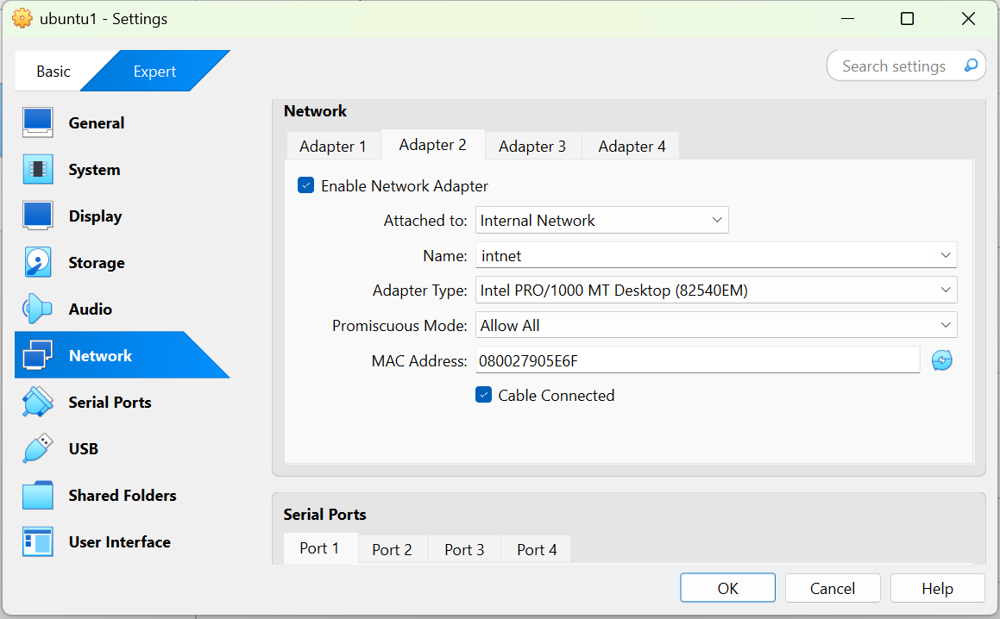 ubuntu1 - Settings
Basic Expert Search settings
General
System
Display
Storage
Audio
Network
Serial Ports
USB
Shared Folders
User Interface
Network
Adapter 1 Adapter 2 Adapter 3 Adapter 4
Enable Network Adapter
Attached to: Internal Network
Name: intnet
Adapter Type: Intel PRO/1000 MT Desktop (82540EM)
Promiscuous Mode: Allow All
MAC Address: 080027905E6F
Cable Connected
Serial Ports
Port 1 Port 2 Port 3 Port 4
OK Cancel Help